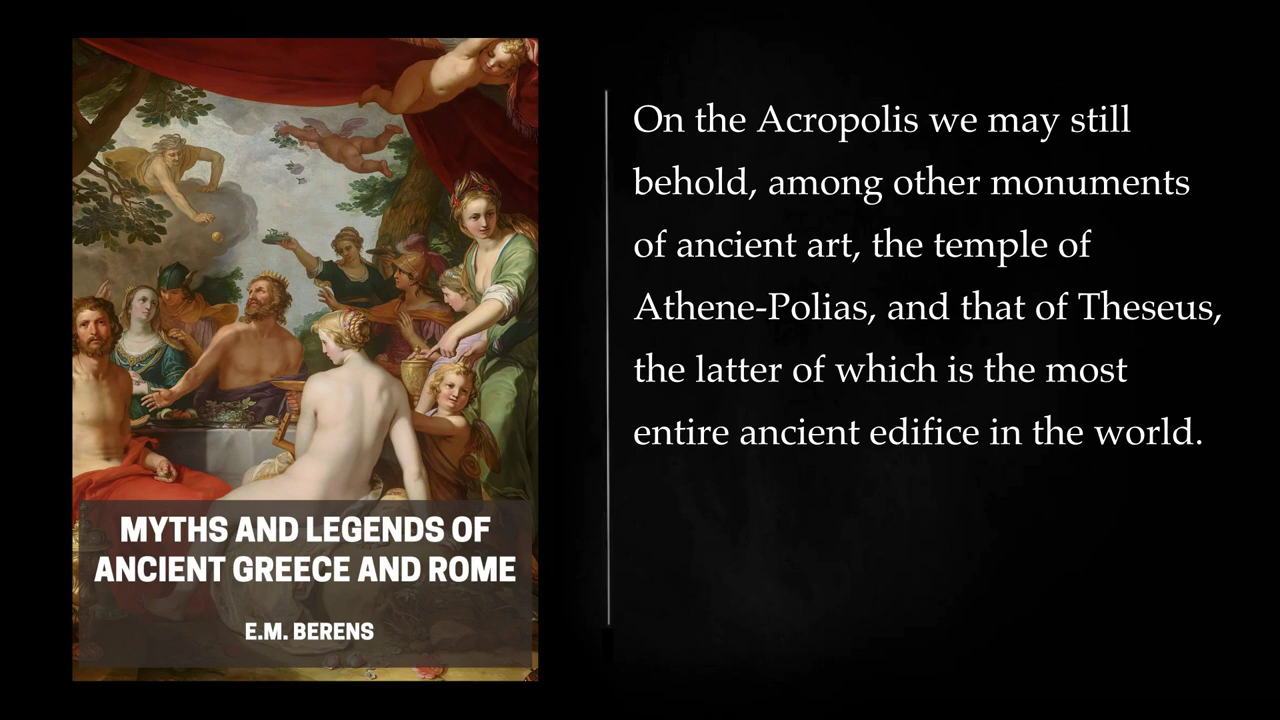 MYTHS AND LEGENDS OF
ANCIENT GREECE AND ROME
E.M. BERENS
On the Acropolis we may still
behold, among other monuments
of ancient art, the temple of
Athene-Polias, and that of Theseus,
the latter of which is the most
entire ancient edifice in the world.